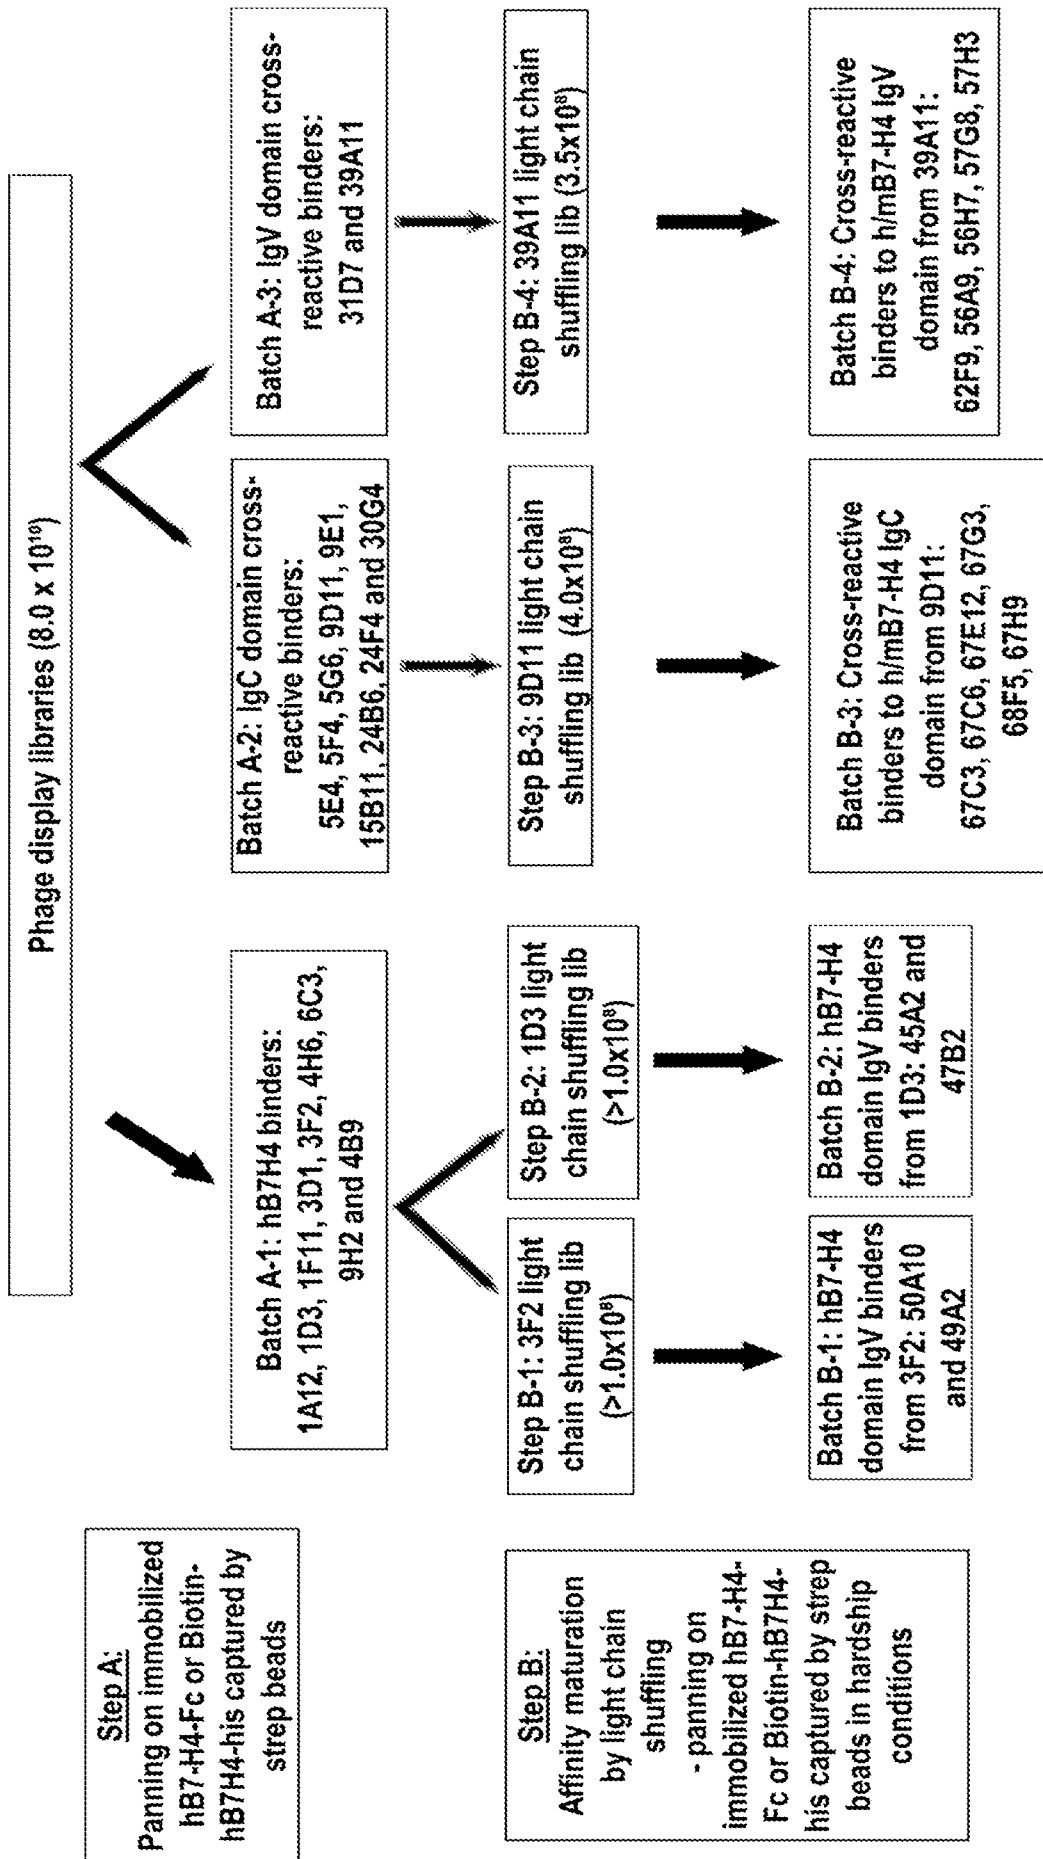 Phage display libraries (8.0 x 10¹⁰)
Step A:
Panning on immobilized
hB7-H4-Fc or Biotin-
hB7H4-his captured by
strep beads
Batch A-1: hB7H4 binders:
1A12, 1D3, 1F11, 3D1, 3F2, 4H6, 6C3,
9H2 and 4B9
Batch A-2: IgC domain cross-
reactive binders:
5E4, 5F4, 5G6, 9D11, 9E1,
15B11, 24B6, 24F4 and 30G4
Batch A-3: IgV domain cross-
reactive binders:
31D7 and 39A11
Step B:
Affinity maturation
by light chain
shuffling
- panning on
immobilized hB7-H4-
Fc or Biotin-hB7H4-
his captured by strep
beads in hardship
conditions
Step B-1: 3F2 light
chain shuffling lib
(>1.0x10⁸)
Step B-2: 1D3 light
chain shuffling lib
(>1.0x10⁸)
Step B-3: 9D11 light chain
shuffling lib (4.0x10⁸)
Step B-4: 39A11 light chain
shuffling lib (3.5x10⁸)
Batch B-1: hB7-H4
domain IgV binders
from 3F2: 50A10
and 49A2
Batch B-2: hB7-H4
domain IgV binders
from 1D3: 45A2 and
47B2
Batch B-3: Cross-reactive
binders to h/mB7-H4 IgC
domain from 9D11:
67C3, 67C6, 67E12, 67G3,
68F5, 67H9
Batch B-4: Cross-reactive
binders to h/mB7-H4 IgV
domain from 39A11:
62F9, 56A9, 56H7, 57G8, 57H3